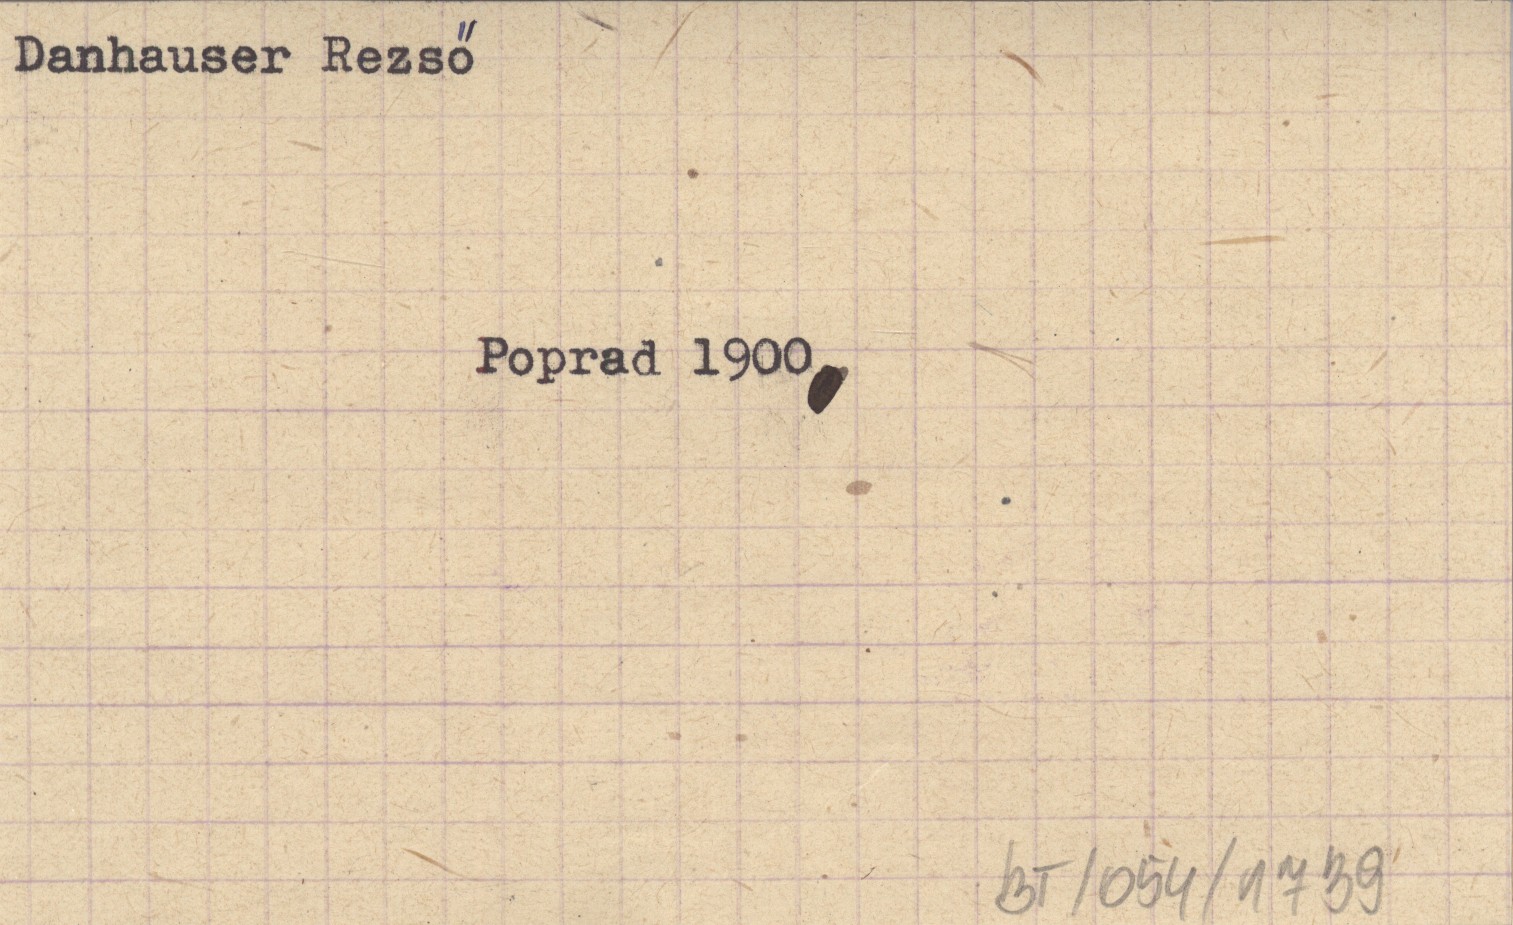 Danhauser Rezső
Poprad 1900
BT/054/1739